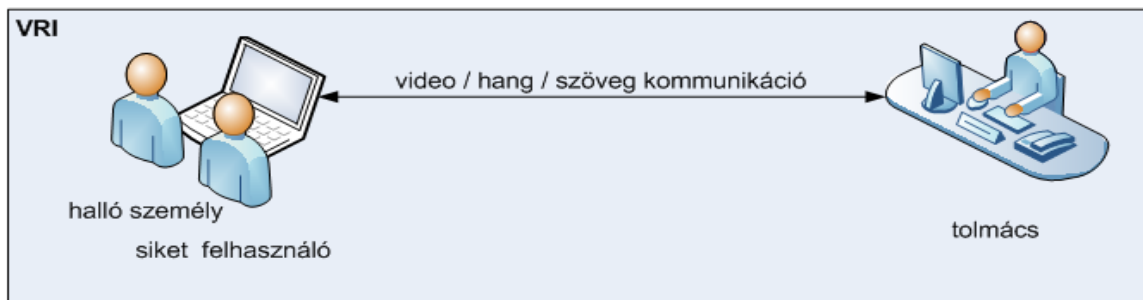 VRI
video / hang / szöveg kommunikáció
halló személy
siket felhasználó
tolmács